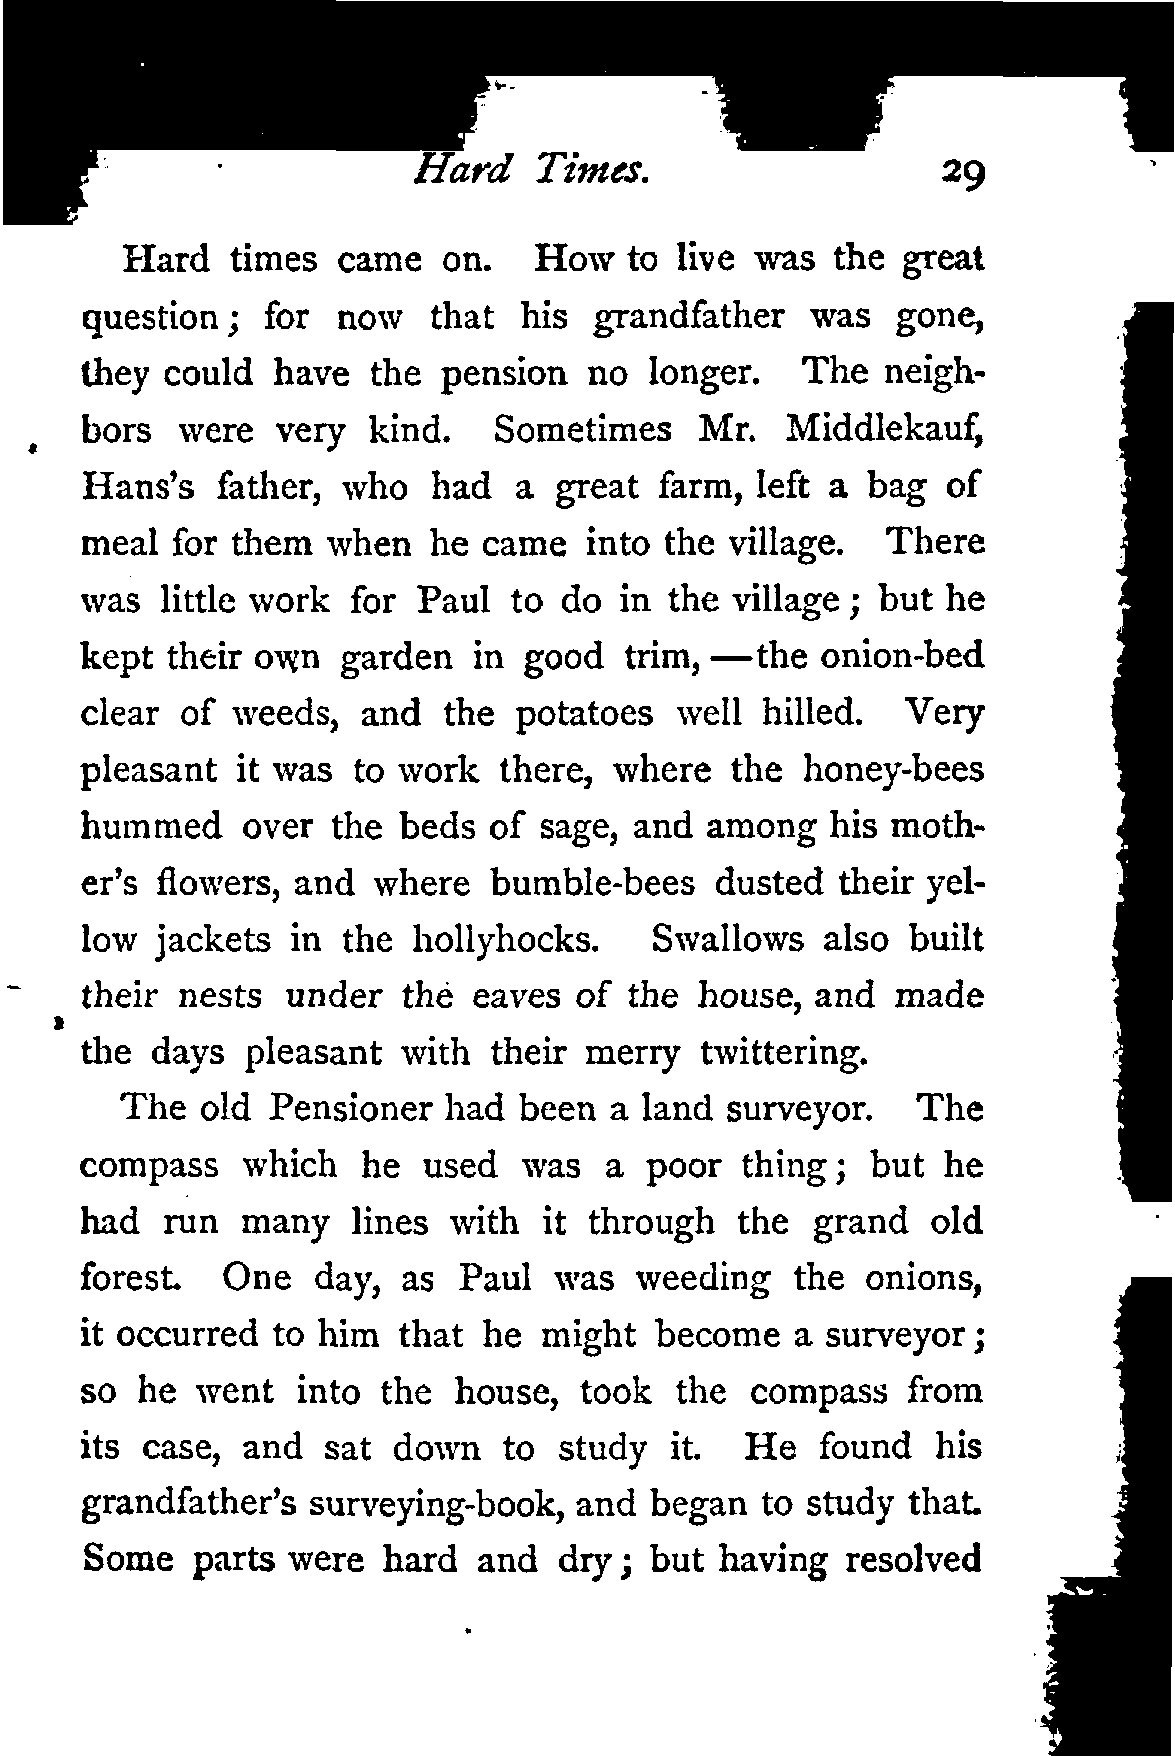 Hard Times. 29
Hard times came on. How to live was the great
question; for now that his grandfather was gone,
they could have the pension no longer. The neigh-
bors were very kind. Sometimes Mr. Middlekauf,
Hans's father, who had a great farm, left a bag of
meal for them when he came into the village. There
was little work for Paul to do in the village; but he
kept their own garden in good trim,—the onion-bed
clear of weeds, and the potatoes well hilled. Very
pleasant it was to work there, where the honey-bees
hummed over the beds of sage, and among his moth-
er's flowers, and where bumble-bees dusted their yel-
low jackets in the hollyhocks. Swallows also built
their nests under the eaves of the house, and made
the days pleasant with their merry twittering.
The old Pensioner had been a land surveyor. The
compass which he used was a poor thing; but he
had run many lines with it through the grand old
forest. One day, as Paul was weeding the onions,
it occurred to him that he might become a surveyor;
so he went into the house, took the compass from
its case, and sat down to study it. He found his
grandfather's surveying-book, and began to study that.
Some parts were hard and dry; but having resolved